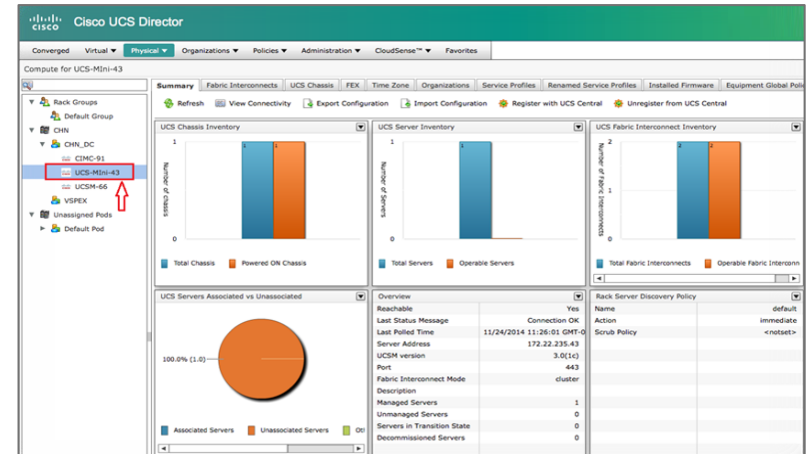 cisco Cisco UCS Director
Converged Virtual Physical Organizations Policies Administration CloudSense™ Favorites
Compute for UCS-MIni-43
Rack Groups
Default Group
CHN
CHN_DC
CIMC-91
UCS-MIni-43
UCSM-66
VSPEX
Unassigned Pods
Default Pod
Summary Fabric Interconnects UCS Chassis FEX Time Zone Organizations Service Profiles Renamed Service Profiles Installed Firmware Equipment Global Poli
Refresh View Connectivity Export Configuration Import Configuration Register with UCS Central Unregister from UCS Central
UCS Chassis Inventory
Number of Chassis
1
0
1 1
Total Chassis Powered ON Chassis
UCS Server Inventory
Number of Servers
1
0
1
Total Servers Operable Servers
UCS Fabric Interconnect Inventory
Number of Fabric Interconnects
2
1
0
2 2
Total Fabric Interconnects Operable Fabric Interconn
UCS Servers Associated vs Unassociated
100.0% (1.0)
Associated Servers Unassociated Servers Oth
Overview
Reachable Yes
Last Status Message Connection OK
Last Polled Time 11/24/2014 11:26:01 GMT-0
Server Address 172.22.235.43
UCSM version 3.0(1c)
Port 443
Fabric Interconnect Mode cluster
Description
Managed Servers 1
Unmanaged Servers 0
Servers in Transition State 0
Decommissioned Servers 0
Rack Server Discovery Policy
Name default
Action immediate
Scrub Policy <notset>